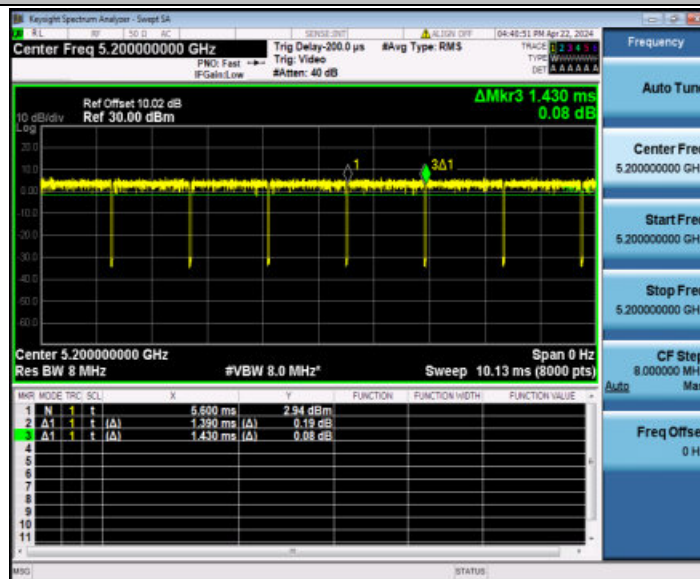 Keysight Spectrum Analyzer - Swept SA
RL RF 50 Ω AC SENSE:INT ALIGN OFF 04:40:51 PM Apr 22, 2024
Center Freq 5.200000000 GHz
PNO: Fast
IFGain:Low
Trig Delay-200.0 µs
Trig: Video
#Atten: 40 dB
#Avg Type: RMS
TRACE 1 2 3 4 5 6
TYPE
DET A A A A A A
Frequency
Auto Tune
Center Freq
5.200000000 GH
Start Freq
5.200000000 GH
Stop Freq
5.200000000 GH
CF Step
8.000000 MH
Auto Ma
Freq Offse
0 H
ΔMkr3 1.430 ms
0.08 dB
Ref Offset 10.02 dB
10 dB/div Ref 30.00 dBm
Log
20.0
10.0
0.00
-10.0
-20.0
-30.0
-40.0
-50.0
-60.0
1
3Δ1
Center 5.200000000 GHz Span 0 Hz
Res BW 8 MHz #VBW 8.0 MHz* Sweep 10.13 ms (8000 pts)
MKR MODE TRC SCL X Y FUNCTION FUNCTION WIDTH FUNCTION VALUE
1 N 1 t 5.600 ms 2.94 dBm
2 Δ1 1 t (Δ) 1.390 ms (Δ) 0.19 dB
3 Δ1 1 t (Δ) 1.430 ms (Δ) 0.08 dB
4
5
6
7
8
9
10
11
MSG STATUS